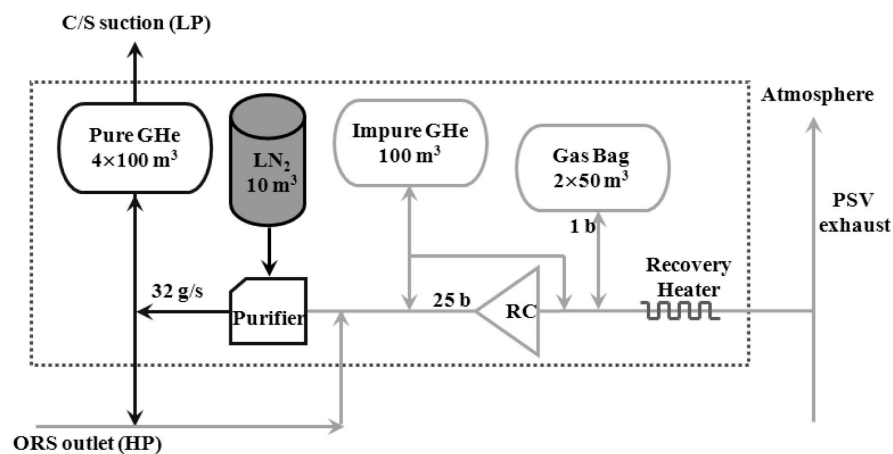 C/S suction (LP)
Atmosphere
Pure GHe
4×100 m³
LN₂
10 m³
Impure GHe
100 m³
Gas Bag
2×50 m³
PSV
exhaust
1 b
Recovery
Heater
32 g/s
Purifier
25 b
RC
ORS outlet (HP)